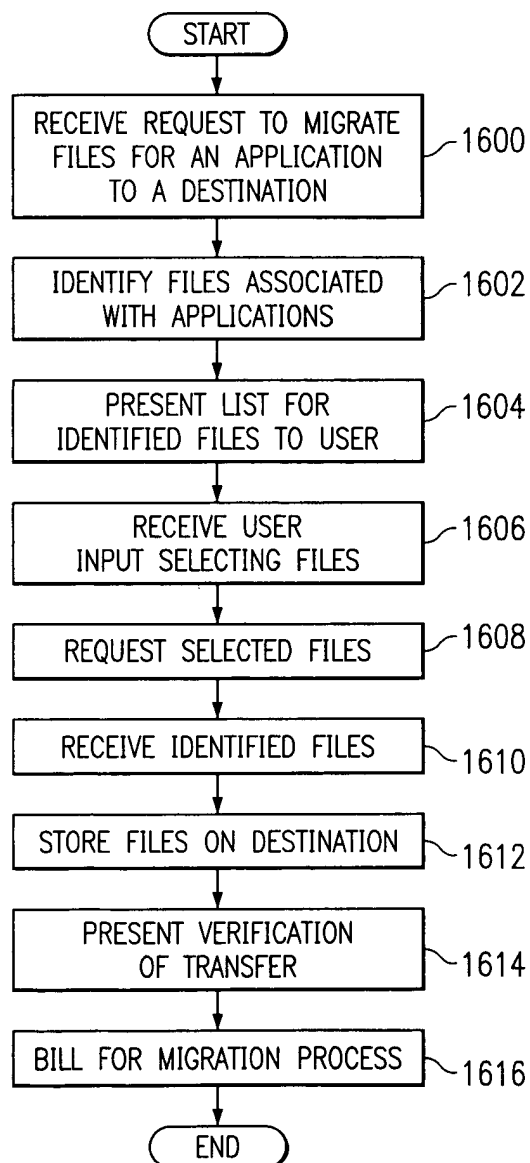 START
RECEIVE REQUEST TO MIGRATE
FILES FOR AN APPLICATION
TO A DESTINATION
1600
IDENTIFY FILES ASSOCIATED
WITH APPLICATIONS
1602
PRESENT LIST FOR
IDENTIFIED FILES TO USER
1604
RECEIVE USER
INPUT SELECTING FILES
1606
REQUEST SELECTED FILES
1608
RECEIVE IDENTIFIED FILES
1610
STORE FILES ON DESTINATION
1612
PRESENT VERIFICATION
OF TRANSFER
1614
BILL FOR MIGRATION PROCESS
1616
END